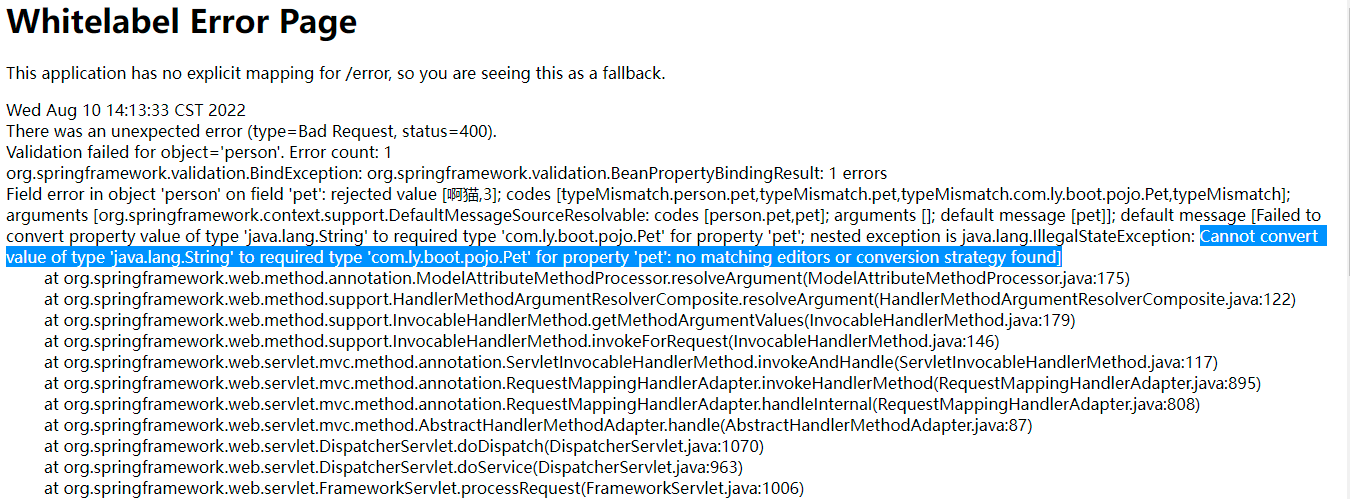 Whitelabel Error Page
This application has no explicit mapping for /error, so you are seeing this as a fallback.
Wed Aug 10 14:13:33 CST 2022
There was an unexpected error (type=Bad Request, status=400).
Validation failed for object='person'. Error count: 1
org.springframework.validation.BindException: org.springframework.validation.BeanPropertyBindingResult: 1 errors
Field error in object 'person' on field 'pet': rejected value [啊猫,3]; codes [typeMismatch.person.pet,typeMismatch.pet,typeMismatch.com.ly.boot.pojo.Pet,typeMismatch];
arguments [org.springframework.context.support.DefaultMessageSourceResolvable: codes [person.pet,pet]; arguments []; default message [pet]]; default message [Failed to
convert property value of type 'java.lang.String' to required type 'com.ly.boot.pojo.Pet' for property 'pet'; nested exception is java.lang.IllegalStateException: Cannot convert
value of type 'java.lang.String' to required type 'com.ly.boot.pojo.Pet' for property 'pet': no matching editors or conversion strategy found]
at org.springframework.web.method.annotation.ModelAttributeMethodProcessor.resolveArgument(ModelAttributeMethodProcessor.java:175)
at org.springframework.web.method.support.HandlerMethodArgumentResolverComposite.resolveArgument(HandlerMethodArgumentResolverComposite.java:122)
at org.springframework.web.method.support.InvocableHandlerMethod.getMethodArgumentValues(InvocableHandlerMethod.java:179)
at org.springframework.web.method.support.InvocableHandlerMethod.invokeForRequest(InvocableHandlerMethod.java:146)
at org.springframework.web.servlet.mvc.method.annotation.ServletInvocableHandlerMethod.invokeAndHandle(ServletInvocableHandlerMethod.java:117)
at org.springframework.web.servlet.mvc.method.annotation.RequestMappingHandlerAdapter.invokeHandlerMethod(RequestMappingHandlerAdapter.java:895)
at org.springframework.web.servlet.mvc.method.annotation.RequestMappingHandlerAdapter.handleInternal(RequestMappingHandlerAdapter.java:808)
at org.springframework.web.servlet.mvc.method.AbstractHandlerMethodAdapter.handle(AbstractHandlerMethodAdapter.java:87)
at org.springframework.web.servlet.DispatcherServlet.doDispatch(DispatcherServlet.java:1070)
at org.springframework.web.servlet.DispatcherServlet.doService(DispatcherServlet.java:963)
at org.springframework.web.servlet.FrameworkServlet.processRequest(FrameworkServlet.java:1006)